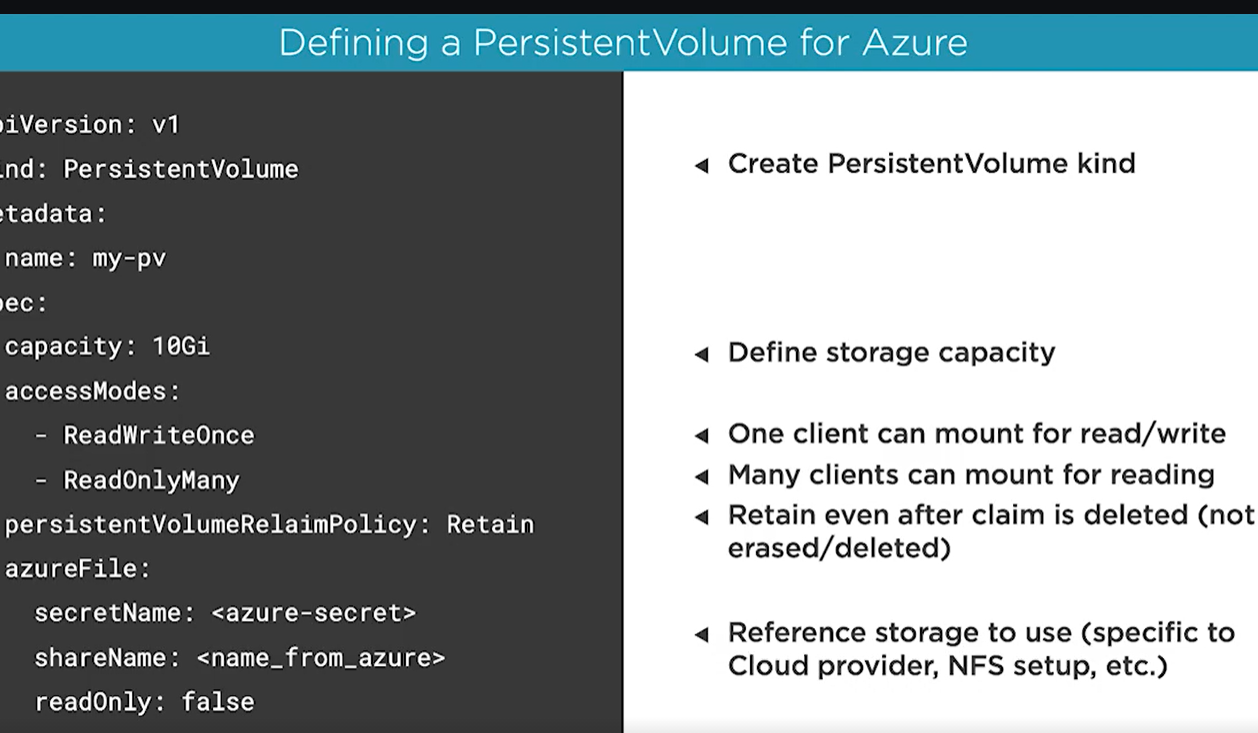 Defining a PersistentVolume for Azure
piVersion: v1
ind: PersistentVolume
etadata:
name: my-pv
pec:
capacity: 10Gi
accessModes:
- ReadWriteOnce
- ReadOnlyMany
persistentVolumeRelaimPolicy: Retain
azureFile:
secretName: <azure-secret>
shareName: <name_from_azure>
readOnly: false
◄ Create PersistentVolume kind
◄ Define storage capacity
◄ One client can mount for read/write
◄ Many clients can mount for reading
◄ Retain even after claim is deleted (not
erased/deleted)
◄ Reference storage to use (specific to
Cloud provider, NFS setup, etc.)